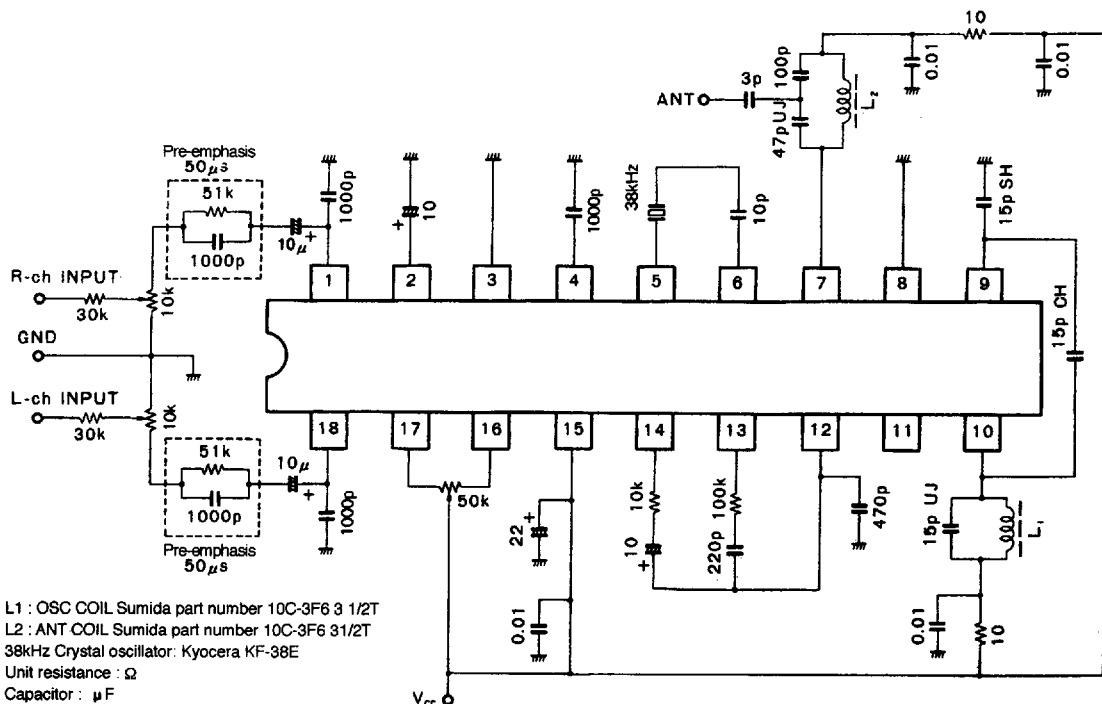 10
0.01
0.01
100p
3p
ANT
47p UJ
L₂
Pre-emphasis
50μs
51k
1000p
10μ
+
1000p
+
10
1000p
38kHz
10p
15p SH
1
2
3
4
5
6
7
8
9
R-ch INPUT
30k
10k
GND
L-ch INPUT
30k
10k
15p CH
18
17
16
15
14
13
12
11
10
51k
1000p
10μ
+
1000p
Pre-emphasis
50μs
50k
22
+
0.01
10k
+
10
100k
220p
470p
15p UJ
L₁
0.01
10
L1 : OSC COIL Sumida part number 10C-3F6 3 1/2T
L2 : ANT COIL Sumida part number 10C-3F6 31/2T
38kHz Crystal oscillator: Kyocera KF-38E
Unit resistance : Ω
Capacitor : μF
Vcc